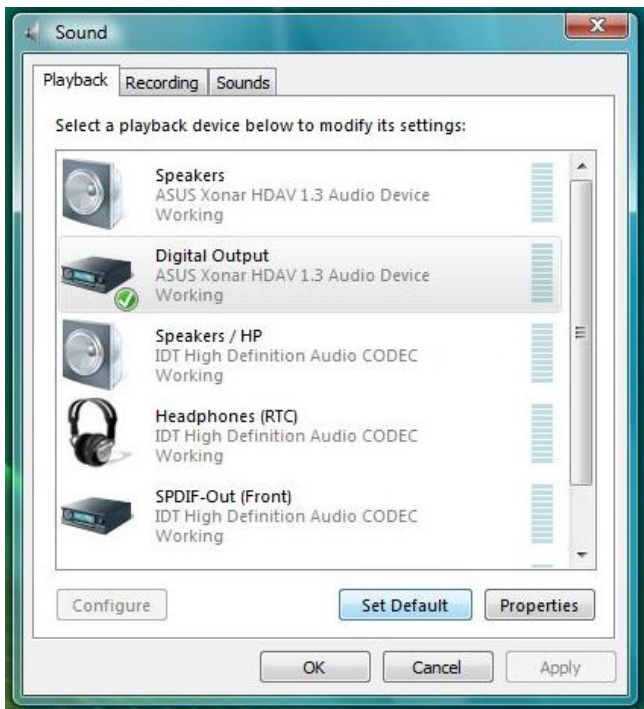 Sound
Playback
Recording
Sounds
Select a playback device below to modify its settings:
Speakers
ASUS Xonar HDAV 1.3 Audio Device
Working
Digital Output
ASUS Xonar HDAV 1.3 Audio Device
Working
Speakers / HP
IDT High Definition Audio CODEC
Working
Headphones (RTC)
IDT High Definition Audio CODEC
Working
SPDIF-Out (Front)
IDT High Definition Audio CODEC
Working
Configure
Set Default
Properties
OK
Cancel
Apply